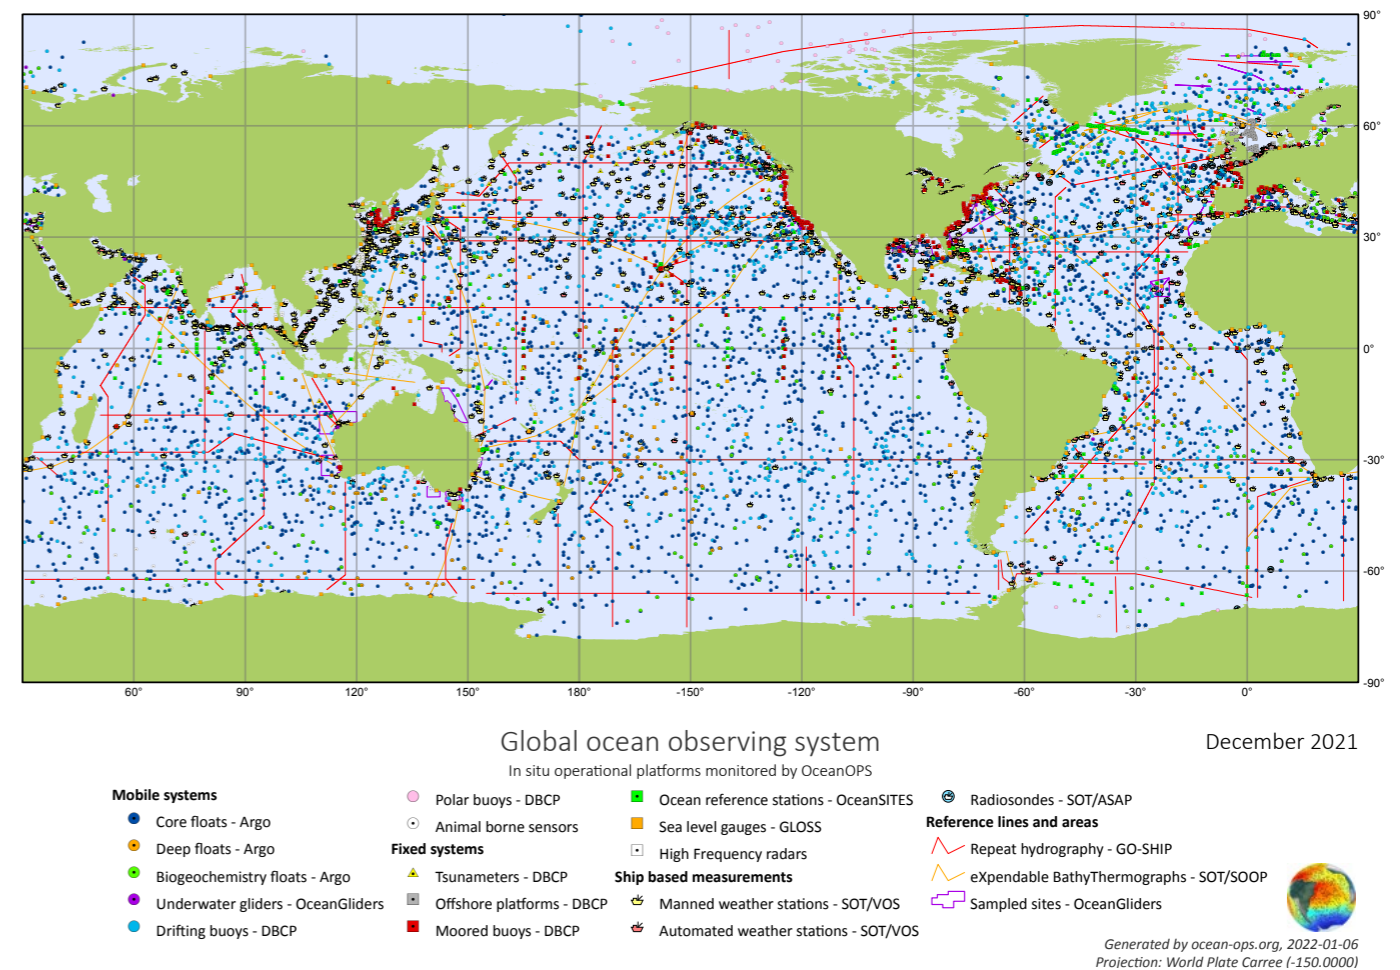 90°
60°
30°
0°
-30°
-60°
-90°
60° 90° 120° 150° 180° -150° -120° -90° -60° -30° 0°
Global ocean observing system
December 2021
In situ operational platforms monitored by OceanOPS
Mobile systems
Core floats - Argo
Deep floats - Argo
Biogeochemistry floats - Argo
Underwater gliders - OceanGliders
Drifting buoys - DBCP
Polar buoys - DBCP
Animal borne sensors
Fixed systems
Tsunameters - DBCP
Offshore platforms - DBCP
Moored buoys - DBCP
Ocean reference stations - OceanSITES
Sea level gauges - GLOSS
High Frequency radars
Ship based measurements
Manned weather stations - SOT/VOS
Automated weather stations - SOT/VOS
Radiosondes - SOT/ASAP
Reference lines and areas
Repeat hydrography - GO-SHIP
eXpendable BathyThermographs - SOT/SOOP
Sampled sites - OceanGliders
Generated by ocean-ops.org, 2022-01-06
Projection: World Plate Carree (-150.0000)